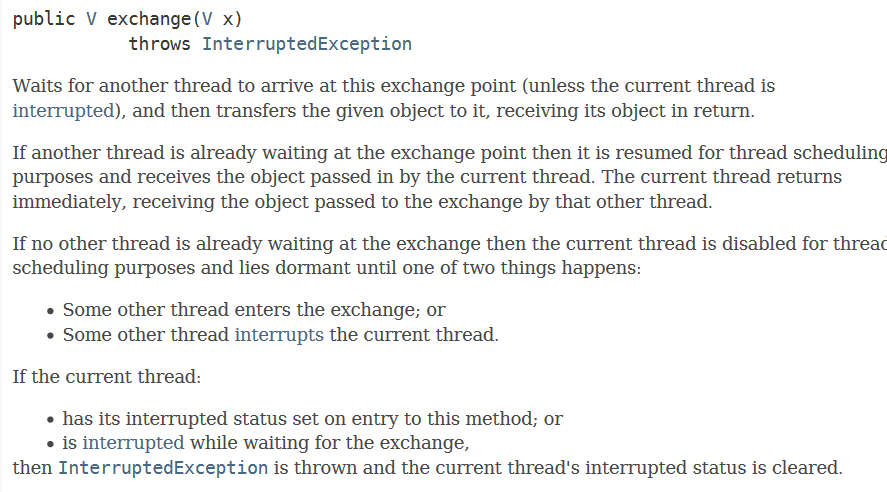 public V exchange(V x)
throws InterruptedException
Waits for another thread to arrive at this exchange point (unless the current thread is
interrupted), and then transfers the given object to it, receiving its object in return.
If another thread is already waiting at the exchange point then it is resumed for thread scheduling
purposes and receives the object passed in by the current thread. The current thread returns
immediately, receiving the object passed to the exchange by that other thread.
If no other thread is already waiting at the exchange then the current thread is disabled for thread
scheduling purposes and lies dormant until one of two things happens:
• Some other thread enters the exchange; or
• Some other thread interrupts the current thread.
If the current thread:
• has its interrupted status set on entry to this method; or
• is interrupted while waiting for the exchange,
then InterruptedException is thrown and the current thread's interrupted status is cleared.